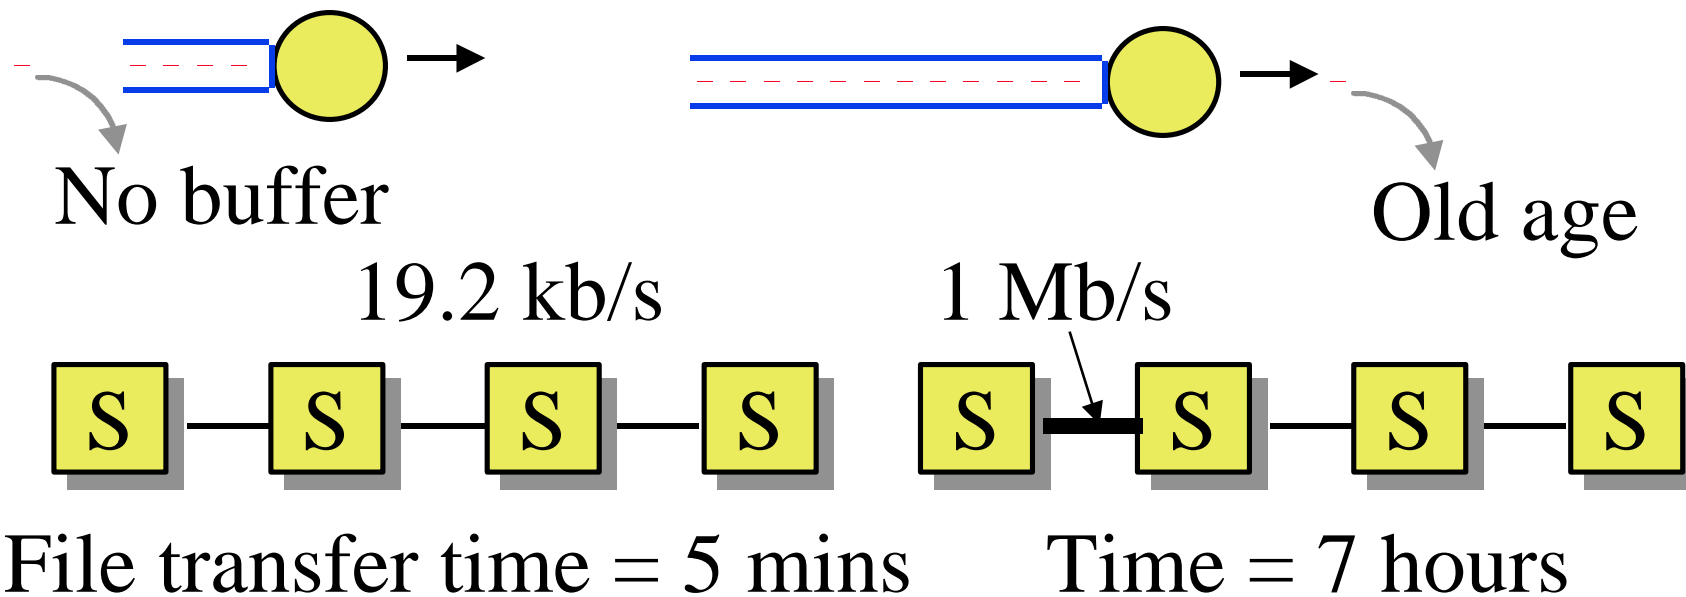 No buffer
Old age
19.2 kb/s
1 Mb/s
S S S S S S S S
File transfer time = 5 mins
Time = 7 hours